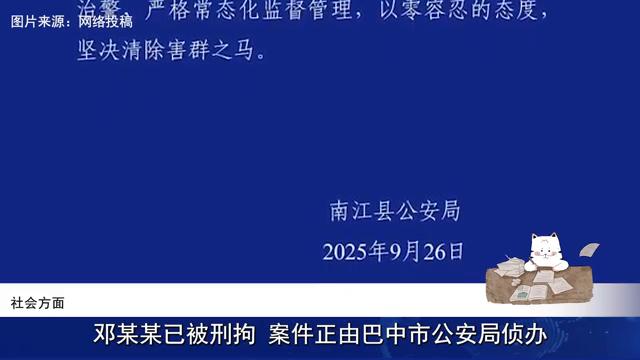 图片来源：网络投稿
治警，严格常态化监督管理，以零容忍的态度，
坚决清除害群之马。
南江县公安局
2025年9月26日
社会方面
邓某某已被刑拘 案件正由巴中市公安局侦办